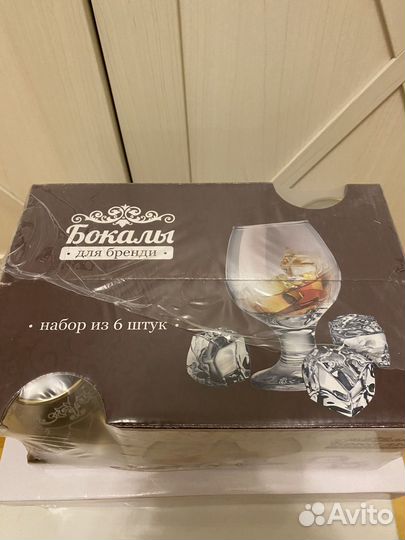 Бокалы
• для бренди •
• набор из 6 штук •
Avito